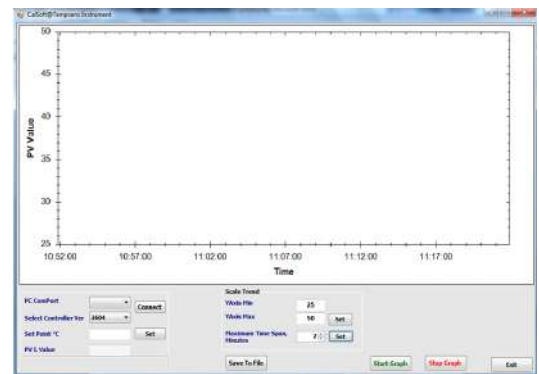 CalSoft@Tempsens Instrument
50
45
40
35
30
25
PV Value
10:52:00 10:57:00 11:02:00 11:07:00 11:12:00 11:17:00
Time
PC ComPort Connect
Select Controller Ver 3604
Set Point °C Set
PV L Value
Scale Trend
YAxis Min 25
YAxis Max 50 Set
Maximum Time Span, Minutes Set
Save To File
Start Graph Stop Graph Exit